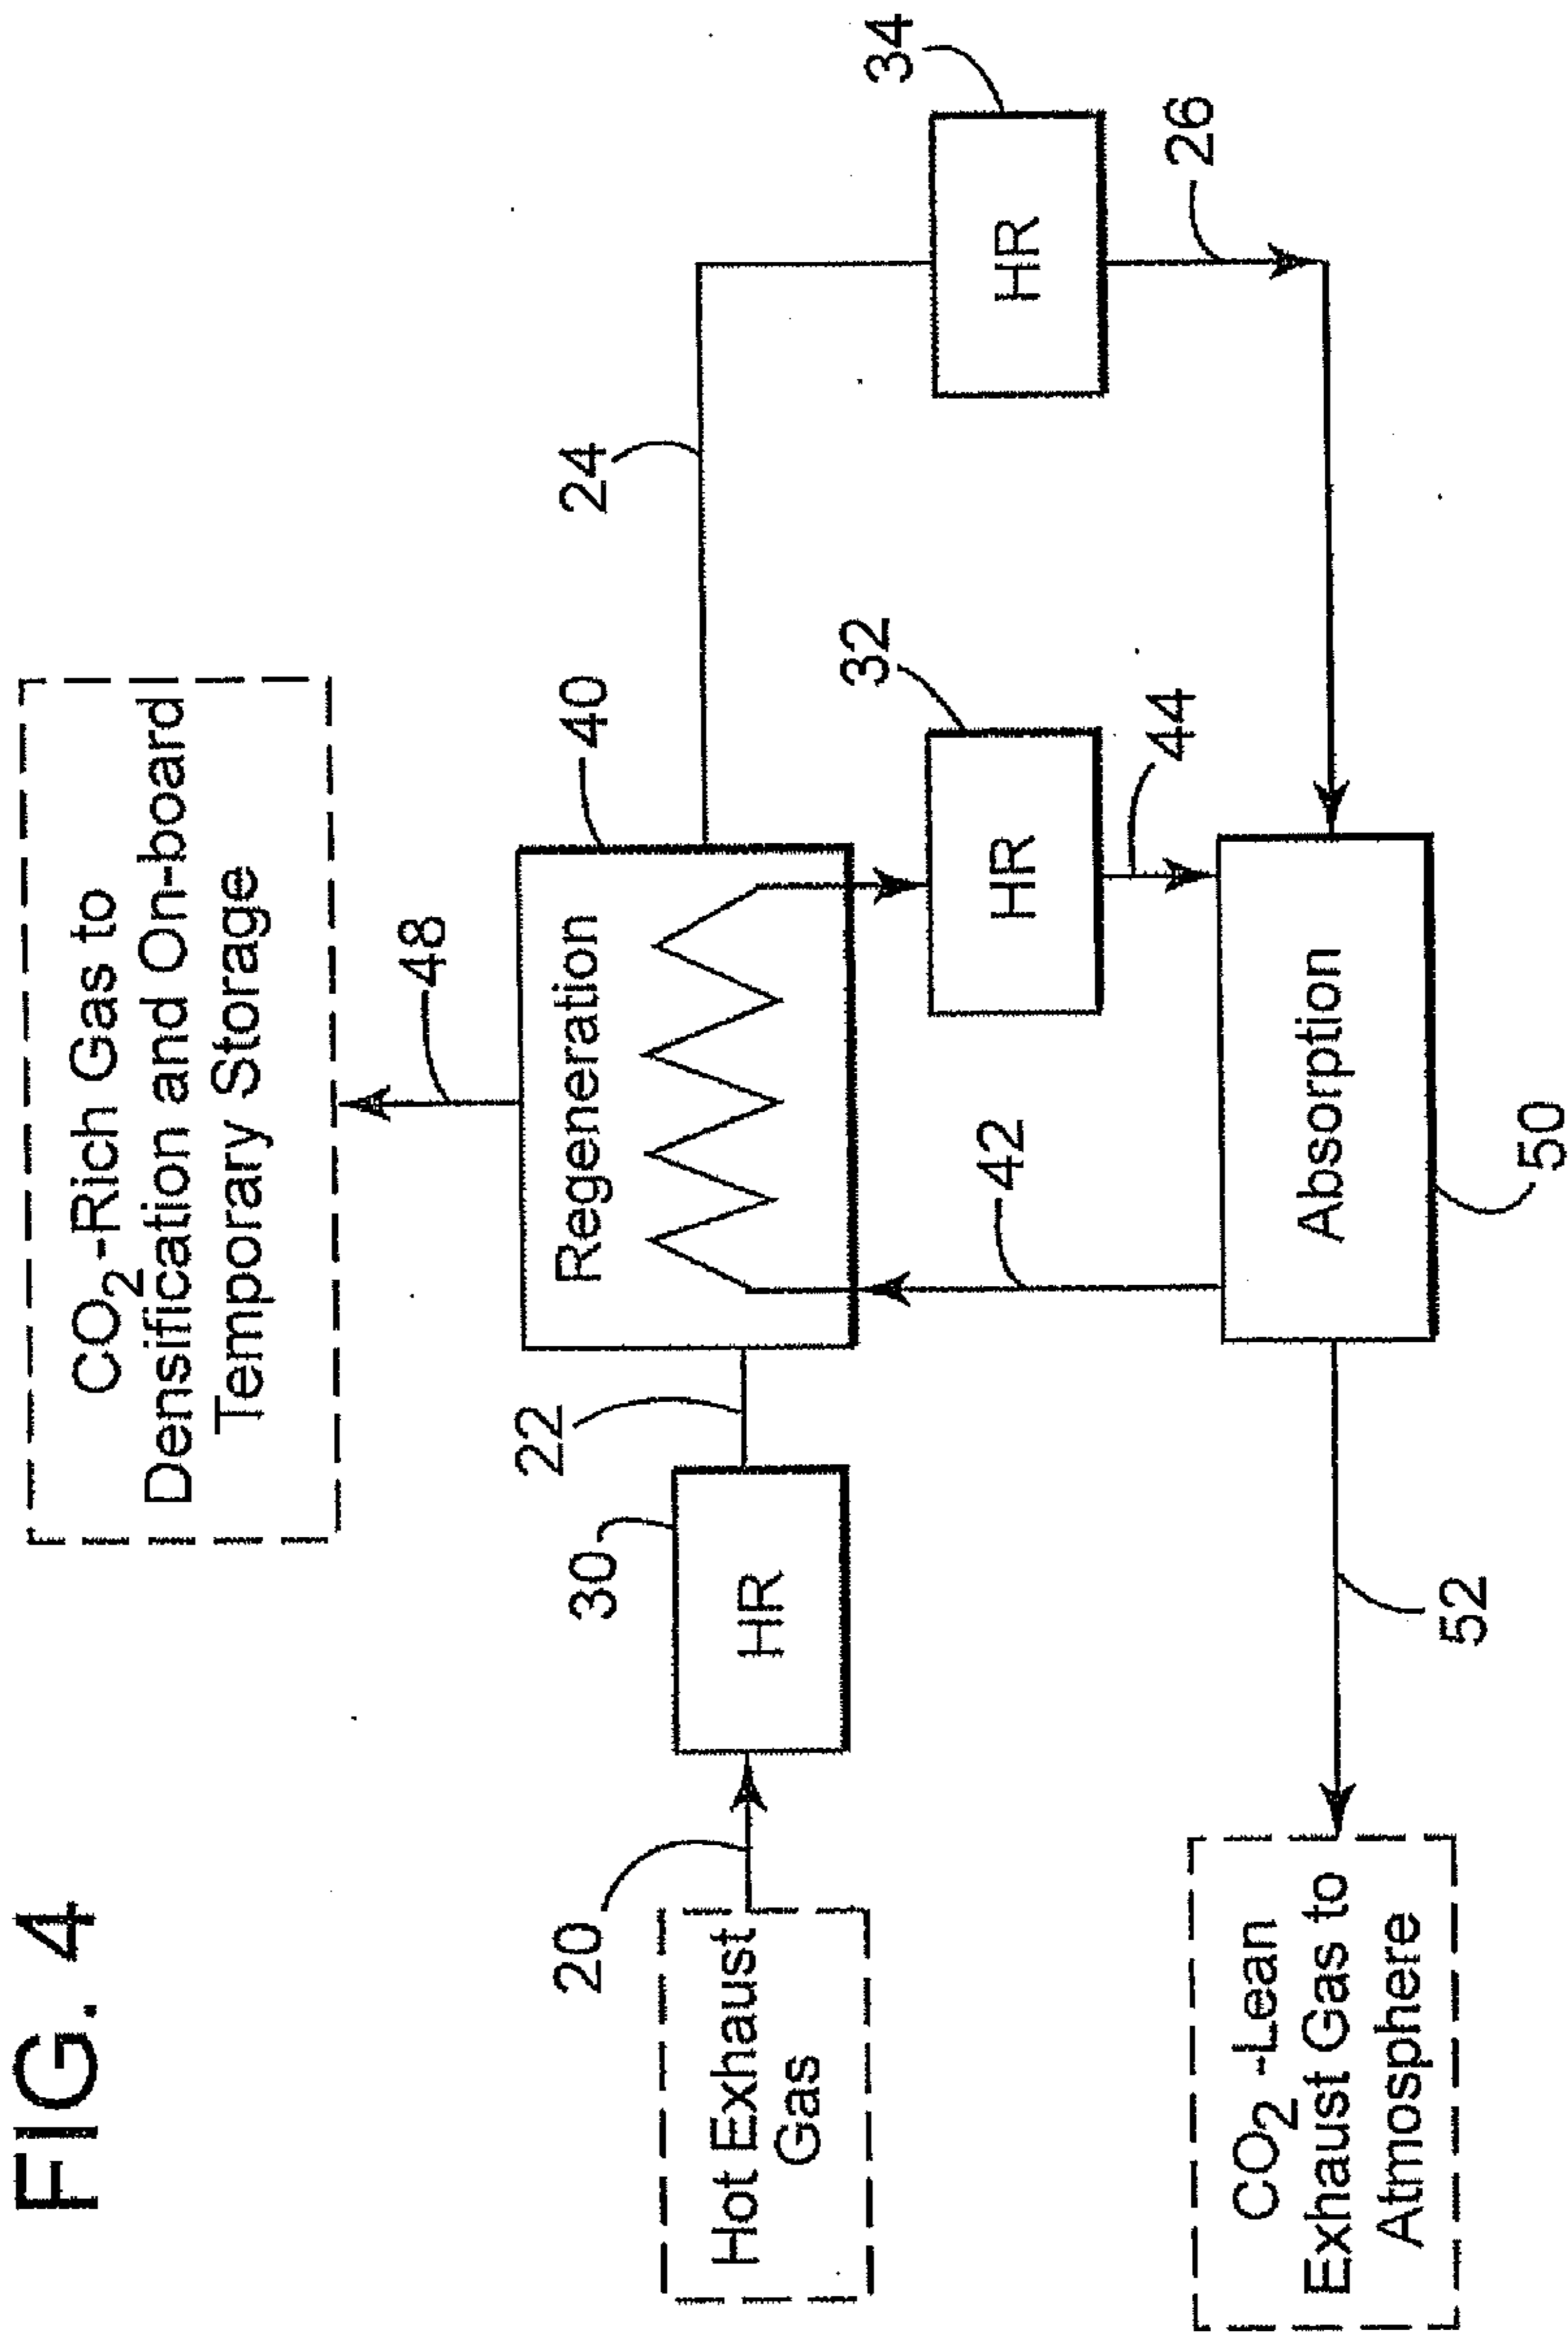 FIG. 4
CO2-Rich Gas to
Densification and On-board
Temporary Storage
48
40
Regeneration
24
22
30
HR
20
Hot Exhaust
Gas
32
HR
34
HR
42
44
26
Absorption
50
52
CO2-Lean
Exhaust Gas to
Atmosphere